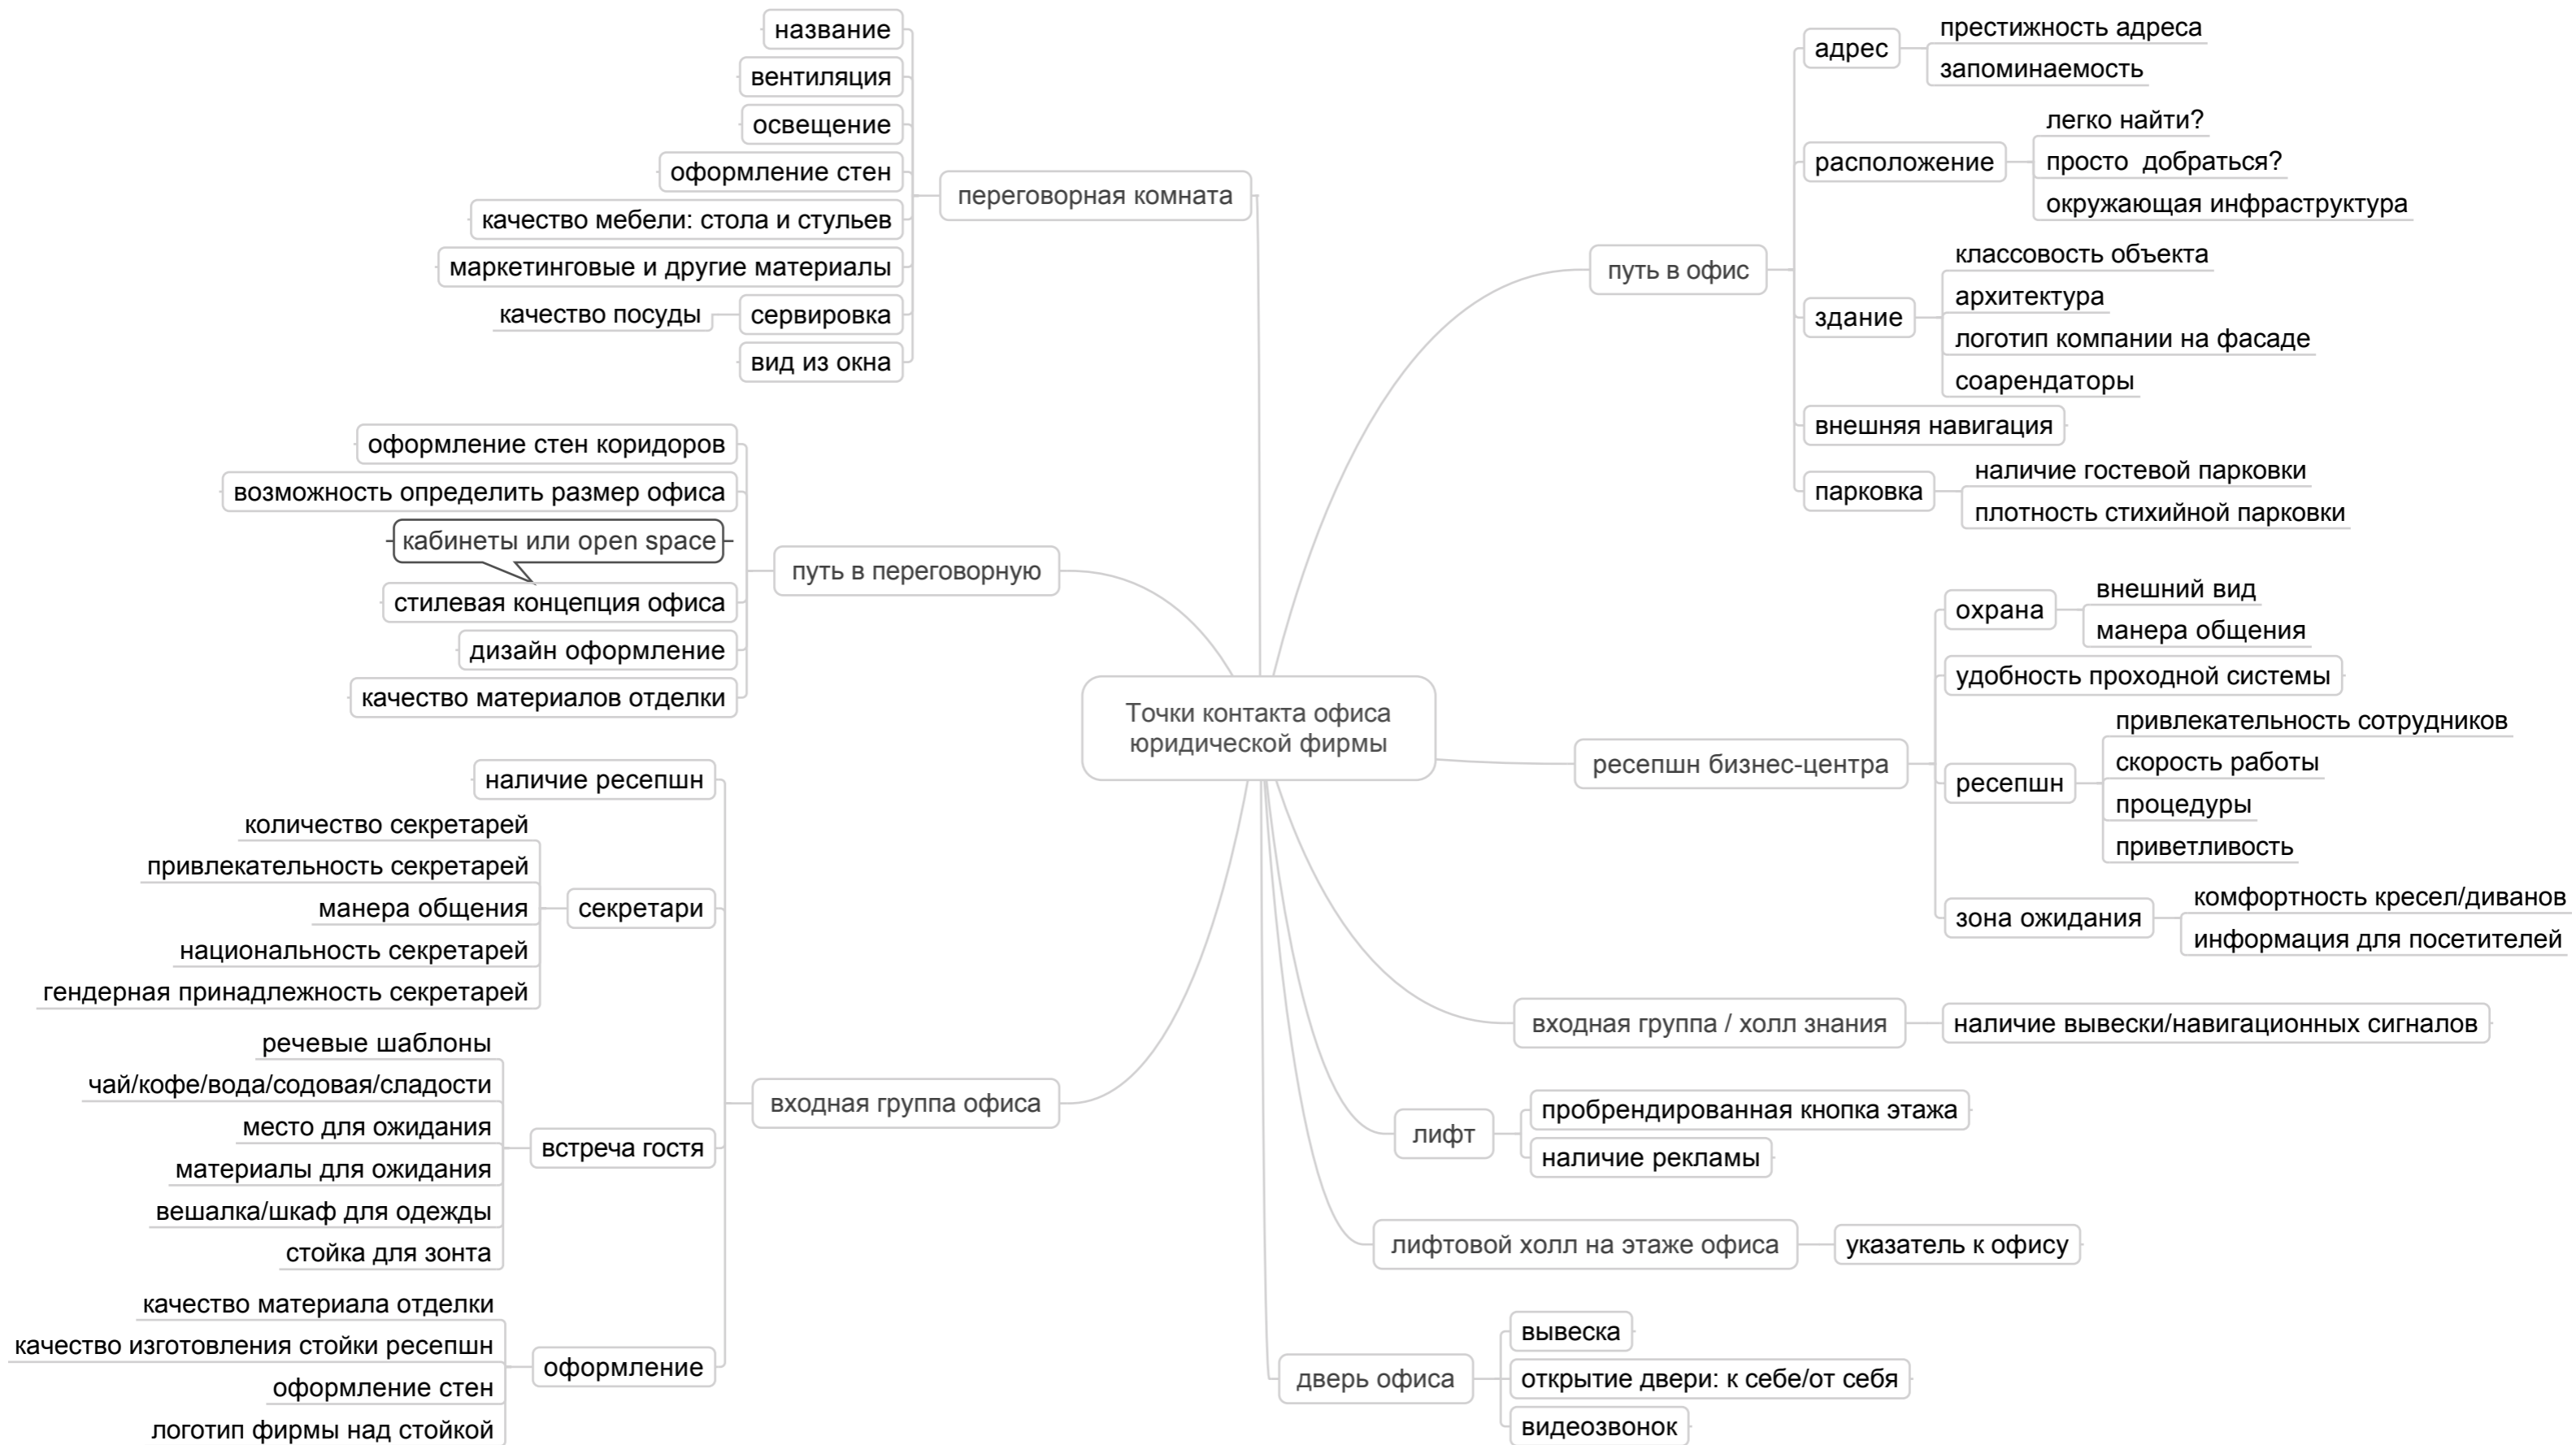 Точки контакта офиса
юридической фирмы
путь в офис
адрес
престижность адреса
запоминаемость
расположение
легко найти?
просто  добраться?
окружающая инфраструктура
здание
классовость объекта
архитектура
логотип компании на фасаде
соарендаторы
внешняя навигация
парковка
наличие гостевой парковки
плотность стихийной парковки
ресепшн бизнес-центра
охрана
внешний вид
манера общения
удобность проходной системы
ресепшн
привлекательность сотрудников
скорость работы
процедуры
приветливость
зона ожидания
комфортность кресел/диванов
информация для посетителей
входная группа / холл знания
наличие вывески/навигационных сигналов
лифт
пробрендированная кнопка этажа
наличие рекламы
лифтовой холл на этаже офиса
указатель к офису
дверь офиса
вывеска
открытие двери: к себе/от себя
видеозвонок
входная группа офиса
наличие ресепшн
секретари
количество секретарей
привлекательность секретарей
манера общения
национальность секретарей
гендерная принадлежность секретарей
встреча гостя
речевые шаблоны
чай/кофе/вода/содовая/сладости
место для ожидания
материалы для ожидания
вешалка/шкаф для одежды
стойка для зонта
оформление
качество материала отделки
качество изготовления стойки ресепшн
оформление стен
логотип фирмы над стойкой
путь в переговорную
оформление стен коридоров
возможность определить размер офиса
кабинеты или open space
стилевая концепция офиса
дизайн оформление
качество материалов отделки
переговорная комната
название
вентиляция
освещение
оформление стен
качество мебели: стола и стульев
маркетинговые и другие материалы
сервировка
качество посуды
вид из окна